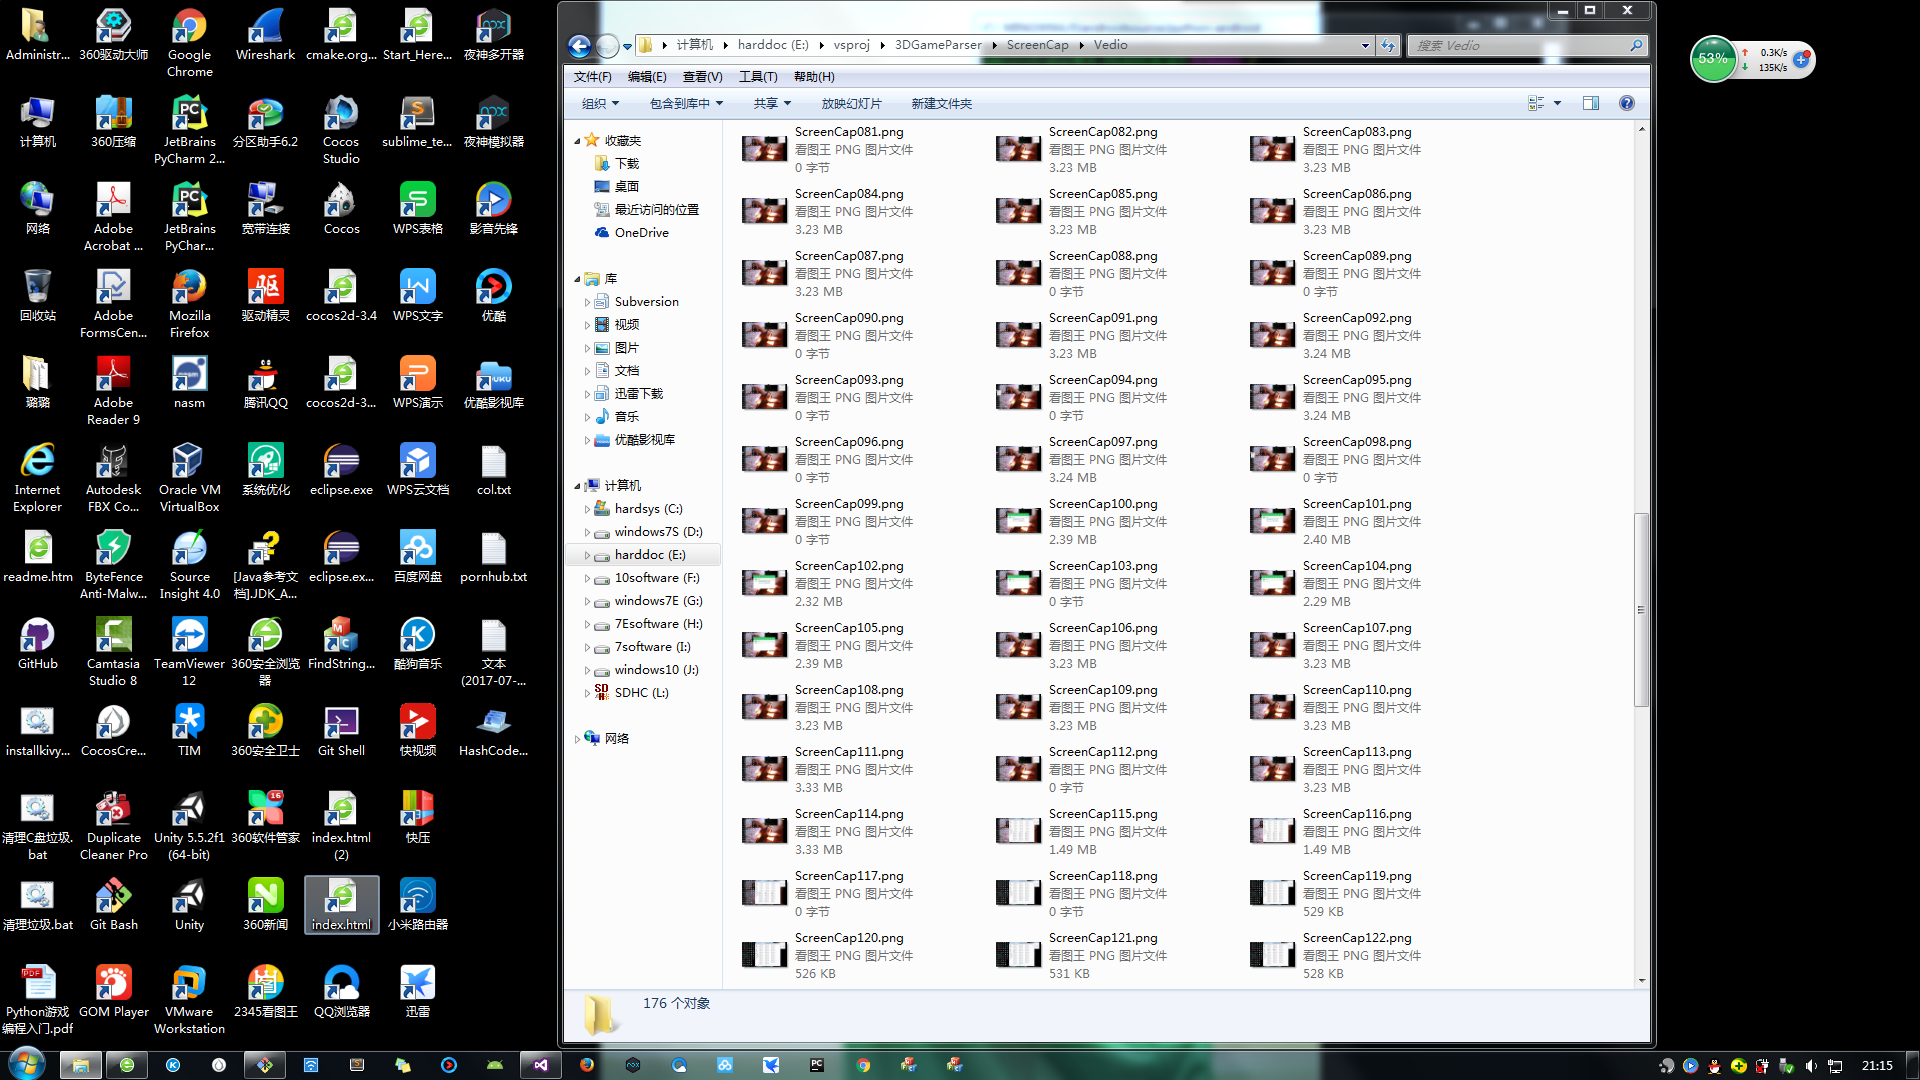 Administr...
360驱动大师
Google Chrome
Wireshark
cmake.org...
Start_Here...
夜神多开器
计算机
360压缩
JetBrains PyCharm 2...
分区助手6.2
Cocos Studio
sublime_te...
夜神模拟器
网络
Adobe Acrobat ...
JetBrains PyChar...
宽带连接
Cocos
WPS表格
影音先锋
回收站
Adobe FormsCen...
Mozilla Firefox
驱动精灵
cocos2d-3.4
WPS文字
优酷
璐璐
Adobe Reader 9
nasm
腾讯QQ
cocos2d-3...
WPS演示
优酷影视库
Internet Explorer
Autodesk FBX Co...
Oracle VM VirtualBox
系统优化
eclipse.exe
WPS云文档
col.txt
readme.htm
ByteFence Anti-Malw...
Source Insight 4.0
[Java参考文档].JDK_A...
eclipse.ex...
百度网盘
pornhub.txt
GitHub
Camtasia Studio 8
TeamViewer 12
360安全浏览器
FindString...
酷狗音乐
文本 (2017-07-...
installkivy...
CocosCre...
TIM
360安全卫士
Git Shell
快视频
HashCode...
清理C盘垃圾.bat
Duplicate Cleaner Pro
Unity 5.5.2f1 (64-bit)
360软件管家
16
index.html (2)
快压
清理垃圾.bat
Git Bash
Unity
360新闻
index.html
小米路由器
Python游戏编程入门.pdf
GOM Player
VMware Workstation
2345看图王
QQ浏览器
迅雷
计算机 harddoc (E:) vsproj 3DGameParser ScreenCap Vedio
搜索 Vedio
文件(F) 编辑(E) 查看(V) 工具(T) 帮助(H)
组织 包含到库中 共享 放映幻灯片 新建文件夹
收藏夹
下载
桌面
最近访问的位置
OneDrive
库
Subversion
视频
图片
文档
迅雷下载
音乐
优酷影视库
计算机
hardsys (C:)
windows7S (D:)
harddoc (E:)
10software (F:)
windows7E (G:)
7Esoftware (H:)
7software (I:)
windows10 (J:)
SDHC (L:)
网络
ScreenCap081.png ScreenCap082.png ScreenCap083.png
看图王 PNG 图片文件 看图王 PNG 图片文件 看图王 PNG 图片文件
0 字节 3.23 MB 3.23 MB
ScreenCap084.png ScreenCap085.png ScreenCap086.png
看图王 PNG 图片文件 看图王 PNG 图片文件 看图王 PNG 图片文件
3.23 MB 3.23 MB 3.23 MB
ScreenCap087.png ScreenCap088.png ScreenCap089.png
看图王 PNG 图片文件 看图王 PNG 图片文件 看图王 PNG 图片文件
3.23 MB 0 字节 0 字节
ScreenCap090.png ScreenCap091.png ScreenCap092.png
看图王 PNG 图片文件 看图王 PNG 图片文件 看图王 PNG 图片文件
0 字节 3.23 MB 3.24 MB
ScreenCap093.png ScreenCap094.png ScreenCap095.png
看图王 PNG 图片文件 看图王 PNG 图片文件 看图王 PNG 图片文件
0 字节 0 字节 3.24 MB
ScreenCap096.png ScreenCap097.png ScreenCap098.png
看图王 PNG 图片文件 看图王 PNG 图片文件 看图王 PNG 图片文件
0 字节 3.24 MB 0 字节
ScreenCap099.png ScreenCap100.png ScreenCap101.png
看图王 PNG 图片文件 看图王 PNG 图片文件 看图王 PNG 图片文件
0 字节 2.39 MB 2.40 MB
ScreenCap102.png ScreenCap103.png ScreenCap104.png
看图王 PNG 图片文件 看图王 PNG 图片文件 看图王 PNG 图片文件
2.32 MB 0 字节 2.29 MB
ScreenCap105.png ScreenCap106.png ScreenCap107.png
看图王 PNG 图片文件 看图王 PNG 图片文件 看图王 PNG 图片文件
2.39 MB 3.23 MB 3.23 MB
ScreenCap108.png ScreenCap109.png ScreenCap110.png
看图王 PNG 图片文件 看图王 PNG 图片文件 看图王 PNG 图片文件
3.23 MB 3.23 MB 3.23 MB
ScreenCap111.png ScreenCap112.png ScreenCap113.png
看图王 PNG 图片文件 看图王 PNG 图片文件 看图王 PNG 图片文件
3.33 MB 0 字节 3.23 MB
ScreenCap114.png ScreenCap115.png ScreenCap116.png
看图王 PNG 图片文件 看图王 PNG 图片文件 看图王 PNG 图片文件
3.33 MB 1.49 MB 1.49 MB
ScreenCap117.png ScreenCap118.png ScreenCap119.png
看图王 PNG 图片文件 看图王 PNG 图片文件 看图王 PNG 图片文件
0 字节 0 字节 529 KB
ScreenCap120.png ScreenCap121.png ScreenCap122.png
看图王 PNG 图片文件 看图王 PNG 图片文件 看图王 PNG 图片文件
526 KB 531 KB 528 KB
176 个对象
53%
0.3K/s
135K/s
21:15